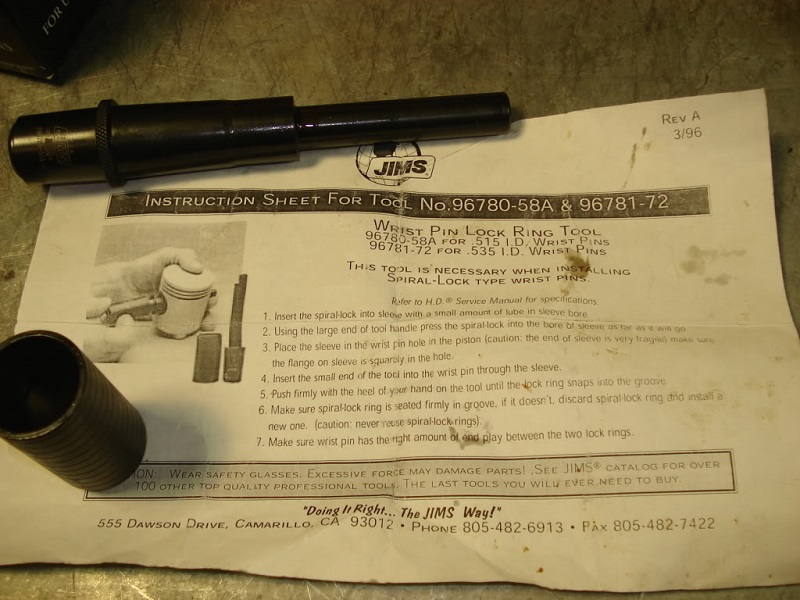 FOR U
REV A
3/96
JIMS
INSTRUCTION SHEET FOR TOOL NO.96780-58A & 96781-72
WRIST PIN LOCK RING TOOL
96780-58A FOR .515 I.D. WRIST PINS
96781-72 FOR .535 I.D. WRIST PINS
THIS TOOL IS NECESSARY WHEN INSTALLING
SPIRAL-LOCK TYPE WRIST PINS.
Refer to H.D.® Service Manual for specifications.
1. Insert the spiral-lock into sleeve with a small amount of lube in sleeve bore.
2. Using the large end of tool handle press the spiral-lock into the bore of sleeve as far as it will go
3. Place the sleeve in the wrist pin hole in the piston (caution: the end of sleeve is very fragile) make sure
the flange on sleeve is squarely in the hole.
4. Insert the small end of the tool into the wrist pin through the sleeve.
5. Push firmly with the heel of your hand on the tool until the lock ring snaps into the groove.
6. Make sure spiral-lock ring is seated firmly in groove, if it doesn't, discard spiral-lock ring and install a
new one. (caution: never reuse spiral-lock rings).
7. Make sure wrist pin has the right amount of end play between the two lock rings.
ION: WEAR SAFETY GLASSES. EXCESSIVE FORCE MAY DAMAGE PARTS! .SEE JIMS® CATALOG FOR OVER
100 OTHER TOP QUALITY PROFESSIONAL TOOLS. THE LAST TOOLS YOU WILL EVER NEED TO BUY.
"Doing It Right... The JIMS® Way!"
555 DAWSON DRIVE, CAMARILLO, CA 93012 • PHONE 805-482-6913 • FAX 805-482-7422